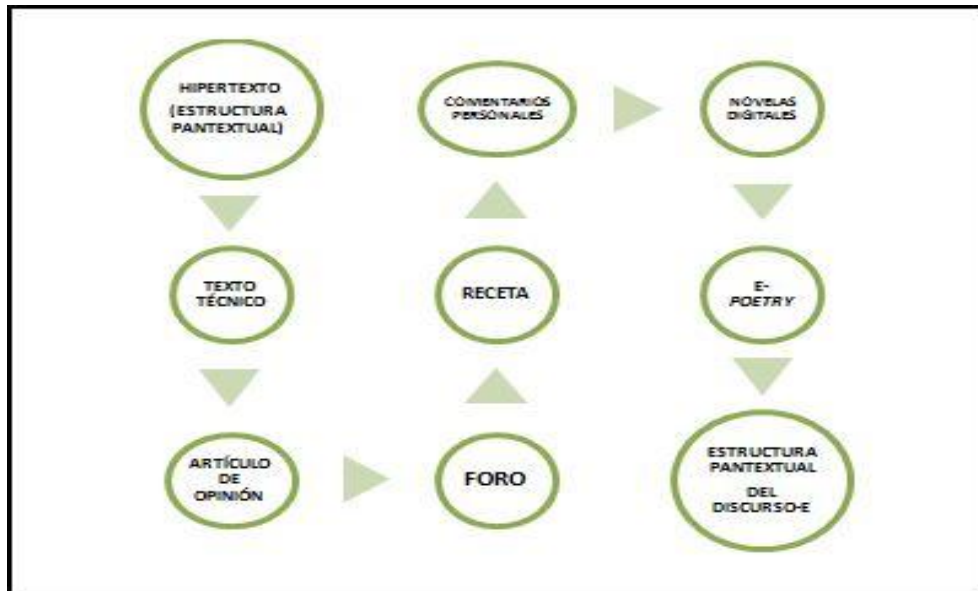 HIPERTEXTO
(ESTRUCTURA
PANTEXTUAL)
TEXTO
TÉCNICO
ARTÍCULO
DE
OPINIÓN
FORO
RECETA
COMENTARIOS
PERSONALES
NOVELAS
DIGITALES
E-
POETRY
ESTRUCTURA
PANTEXTUAL
DEL
DISCURSO-E